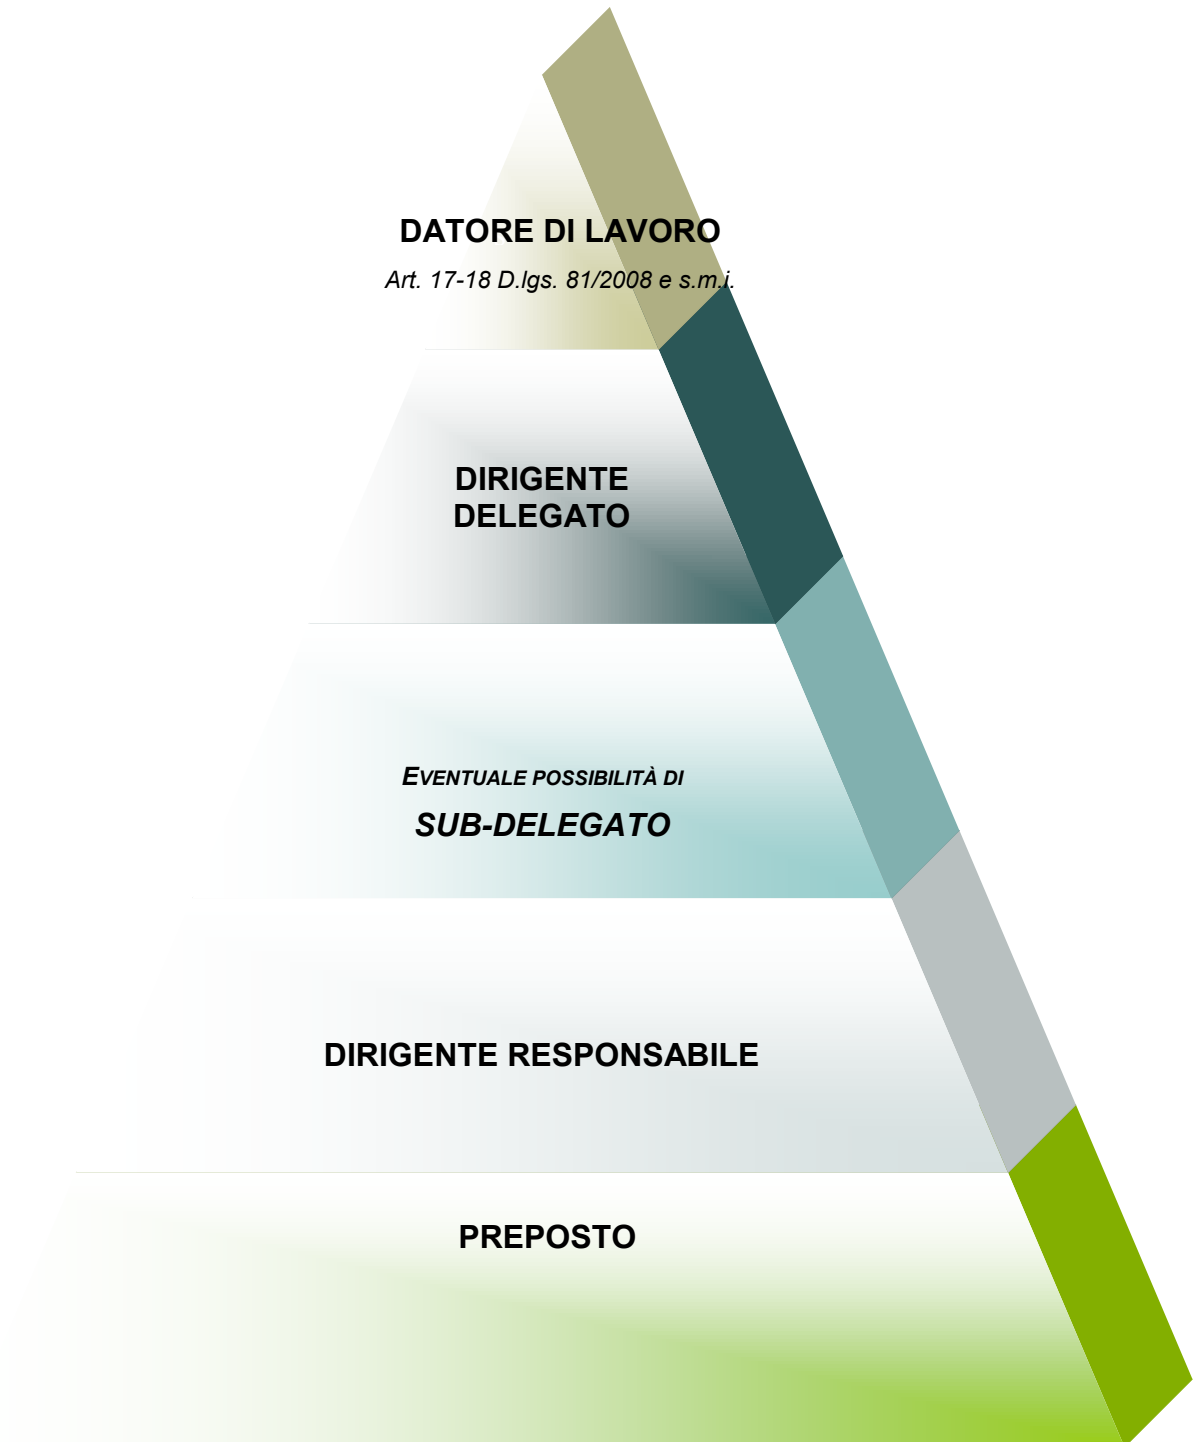 DATORE DI LAVORO
Art. 17-18 D.lgs. 81/2008 e s.m.i.
DIRIGENTE
DELEGATO
EVENTUALE POSSIBILITÀ DI
SUB-DELEGATO
DIRIGENTE RESPONSABILE
PREPOSTO